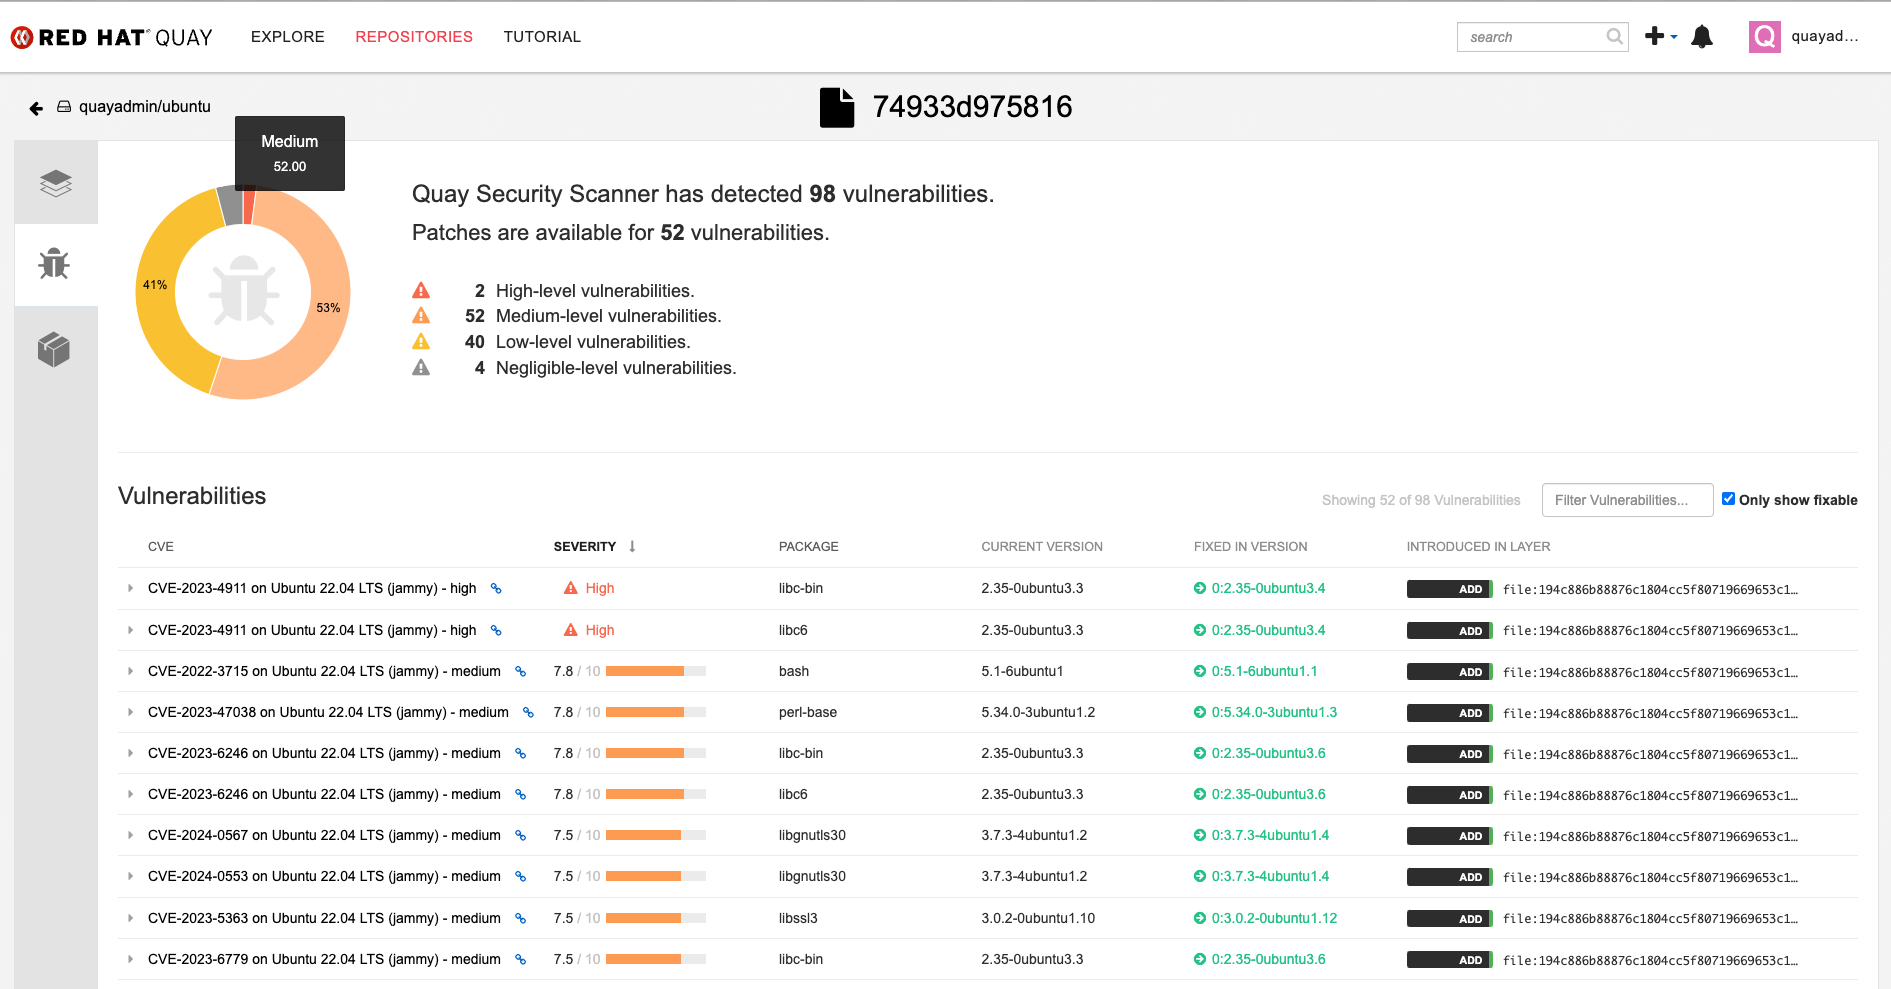 RED HAT® QUAY EXPLORE REPOSITORIES TUTORIAL search quayad...
quayadmin/ubuntu
74933d975816
Medium
52.00
41%
53%
Quay Security Scanner has detected 98 vulnerabilities.
Patches are available for 52 vulnerabilities.
2 High-level vulnerabilities.
52 Medium-level vulnerabilities.
40 Low-level vulnerabilities.
4 Negligible-level vulnerabilities.
Vulnerabilities
Showing 52 of 98 Vulnerabilities Filter Vulnerabilities... Only show fixable
CVE SEVERITY ↓ PACKAGE CURRENT VERSION FIXED IN VERSION INTRODUCED IN LAYER
CVE-2023-4911 on Ubuntu 22.04 LTS (jammy) - high High libc-bin 2.35-0ubuntu3.3 0:2.35-0ubuntu3.4 ADD file:194c886b88876c1804cc5f80719669653c1…
CVE-2023-4911 on Ubuntu 22.04 LTS (jammy) - high High libc6 2.35-0ubuntu3.3 0:2.35-0ubuntu3.4 ADD file:194c886b88876c1804cc5f80719669653c1…
CVE-2022-3715 on Ubuntu 22.04 LTS (jammy) - medium 7.8 / 10 bash 5.1-6ubuntu1 0:5.1-6ubuntu1.1 ADD file:194c886b88876c1804cc5f80719669653c1…
CVE-2023-47038 on Ubuntu 22.04 LTS (jammy) - medium 7.8 / 10 perl-base 5.34.0-3ubuntu1.2 0:5.34.0-3ubuntu1.3 ADD file:194c886b88876c1804cc5f80719669653c1…
CVE-2023-6246 on Ubuntu 22.04 LTS (jammy) - medium 7.8 / 10 libc-bin 2.35-0ubuntu3.3 0:2.35-0ubuntu3.6 ADD file:194c886b88876c1804cc5f80719669653c1…
CVE-2023-6246 on Ubuntu 22.04 LTS (jammy) - medium 7.8 / 10 libc6 2.35-0ubuntu3.3 0:2.35-0ubuntu3.6 ADD file:194c886b88876c1804cc5f80719669653c1…
CVE-2024-0567 on Ubuntu 22.04 LTS (jammy) - medium 7.5 / 10 libgnutls30 3.7.3-4ubuntu1.2 0:3.7.3-4ubuntu1.4 ADD file:194c886b88876c1804cc5f80719669653c1…
CVE-2024-0553 on Ubuntu 22.04 LTS (jammy) - medium 7.5 / 10 libgnutls30 3.7.3-4ubuntu1.2 0:3.7.3-4ubuntu1.4 ADD file:194c886b88876c1804cc5f80719669653c1…
CVE-2023-5363 on Ubuntu 22.04 LTS (jammy) - medium 7.5 / 10 libssl3 3.0.2-0ubuntu1.10 0:3.0.2-0ubuntu1.12 ADD file:194c886b88876c1804cc5f80719669653c1…
CVE-2023-6779 on Ubuntu 22.04 LTS (jammy) - medium 7.5 / 10 libc-bin 2.35-0ubuntu3.3 0:2.35-0ubuntu3.6 ADD file:194c886b88876c1804cc5f80719669653c1…